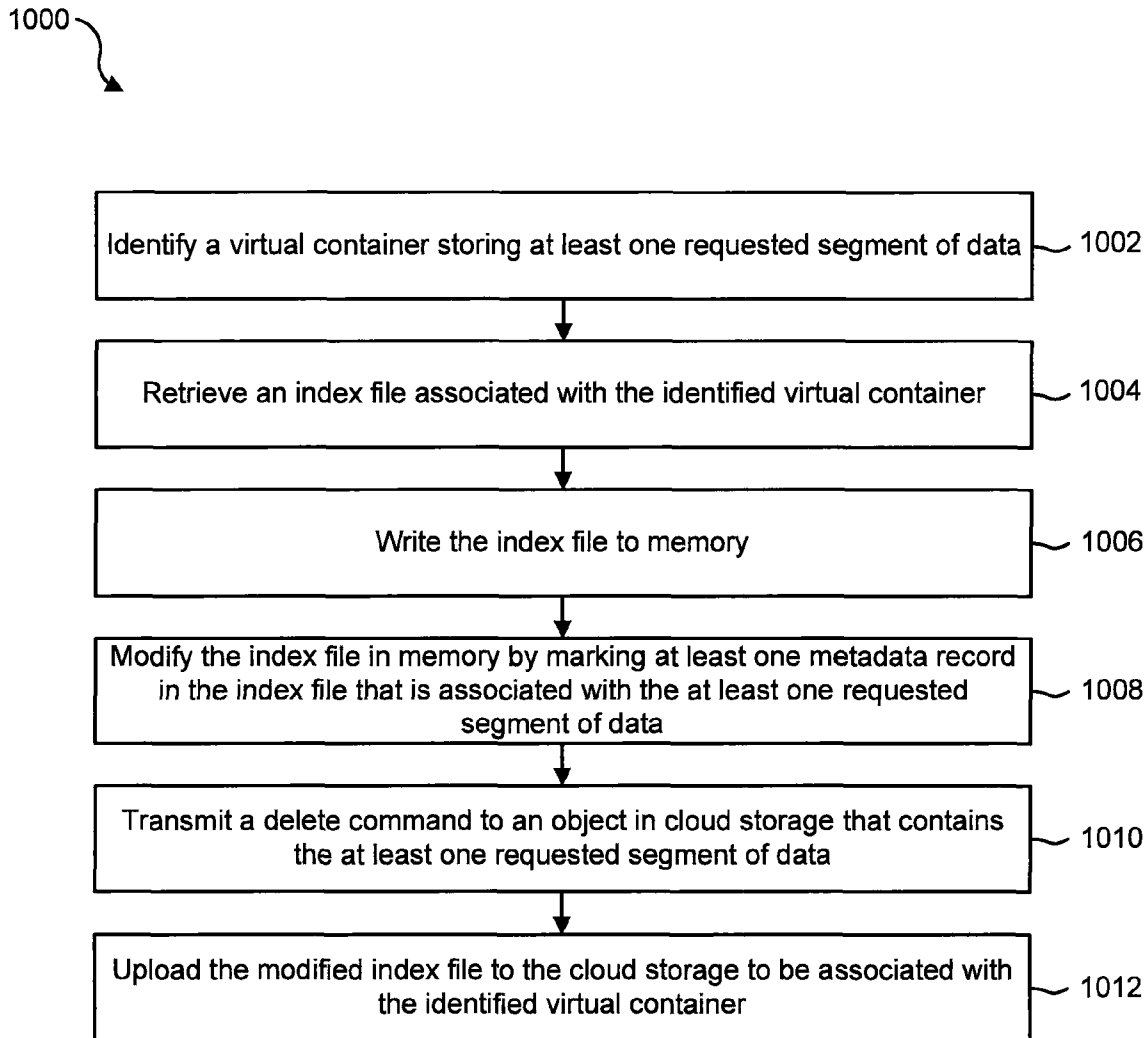 1000
Identify a virtual container storing at least one requested segment of data
1002
Retrieve an index file associated with the identified virtual container
1004
Write the index file to memory
1006
Modify the index file in memory by marking at least one metadata record
in the index file that is associated with the at least one requested
segment of data
1008
Transmit a delete command to an object in cloud storage that contains
the at least one requested segment of data
1010
Upload the modified index file to the cloud storage to be associated with
the identified virtual container
1012